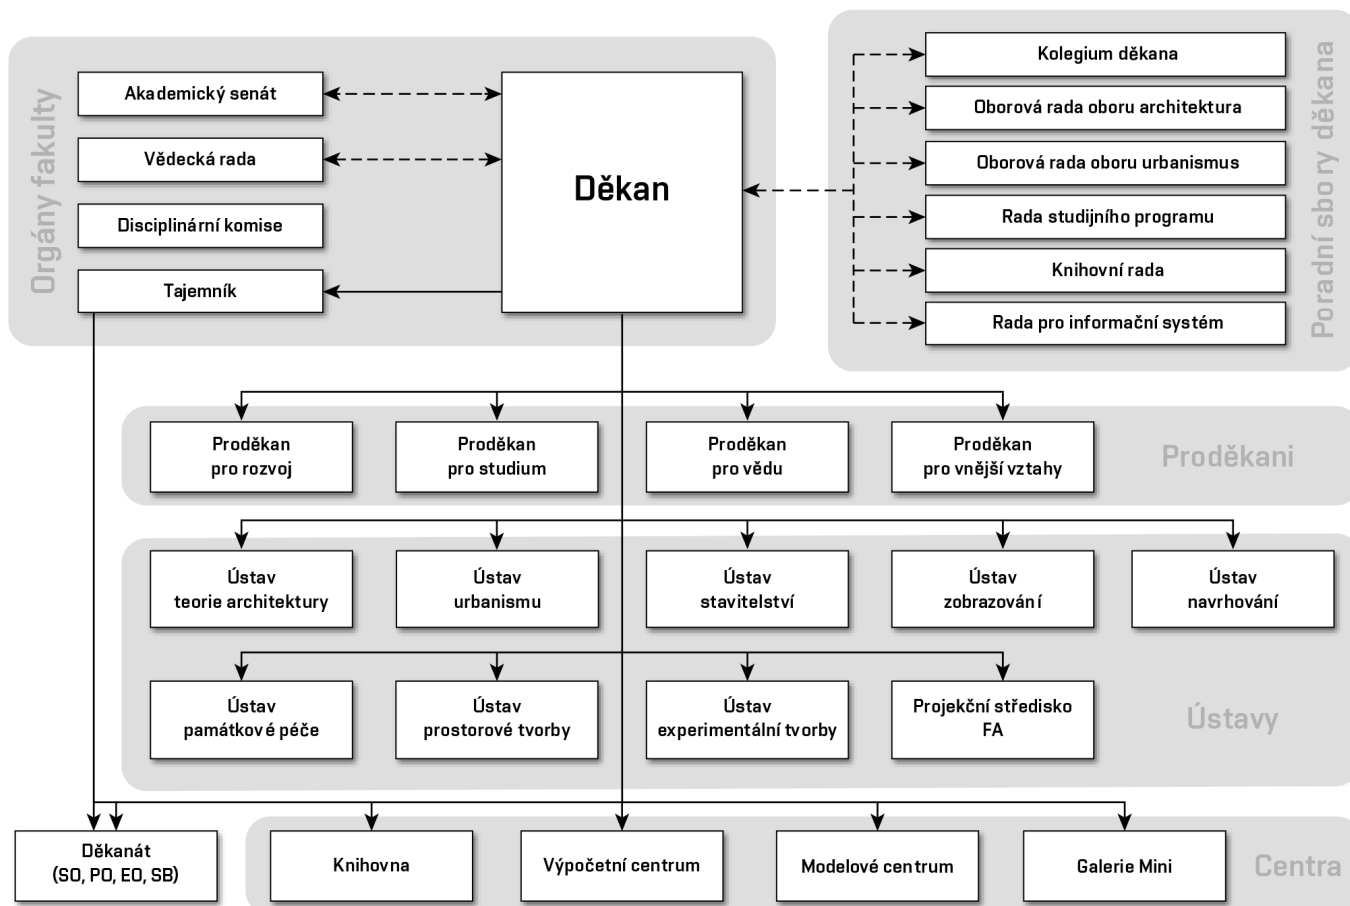 Orgány fakulty
Akademický senát
Vědecká rada
Disciplinární komise
Tajemník
Děkan
Kolegium děkana
Oborová rada oboru architektura
Oborová rada oboru urbanismus
Rada studijního programu
Knihovní rada
Rada pro informační systém
Poradní sbory děkana
Proděkan
pro rozvoj
Proděkan
pro studium
Proděkan
pro vědu
Proděkan
pro vnější vztahy
Proděkani
Ústav
teorie architektury
Ústav
urbanismu
Ústav
stavitelství
Ústav
zobrazování
Ústav
navrhování
Ústav
památkové péče
Ústav
prostorové tvorby
Ústav
experimentální tvorby
Projekční středisko
FA
Ústavy
Děkanát
(SO, PO, EO, SB)
Knihovna
Výpočetní centrum
Modelové centrum
Galerie Mini
Centra